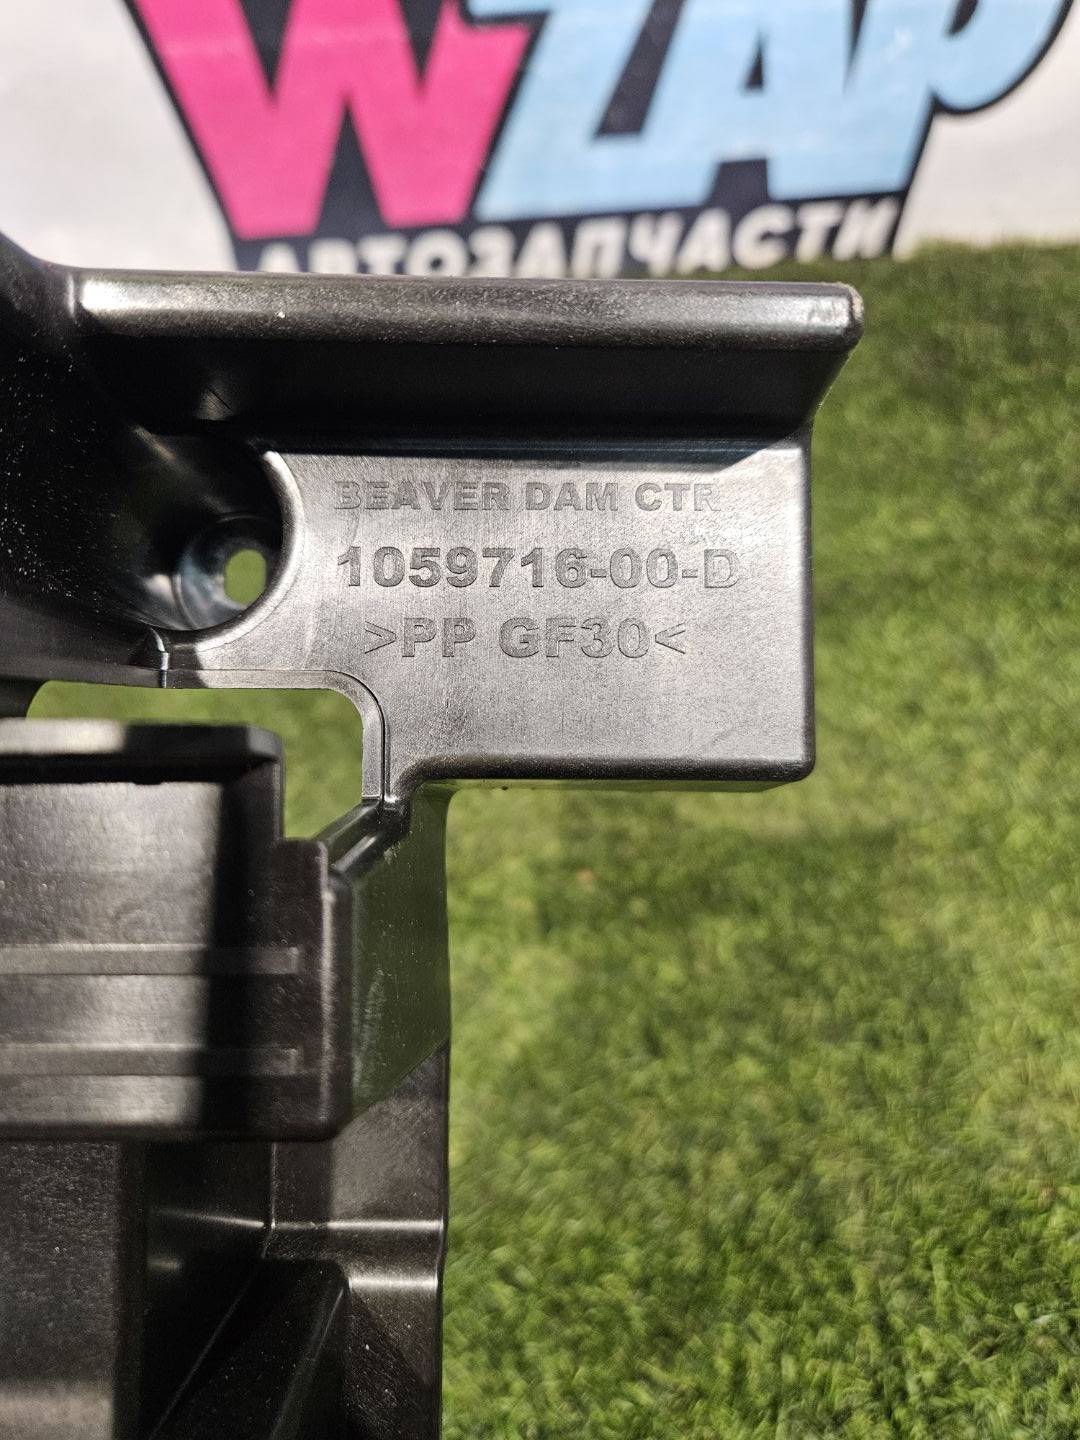 WZAP
АВТОЗАПЧАСТИ
BEAVER DAM CTR
1059716-00-D
>PP GF30<